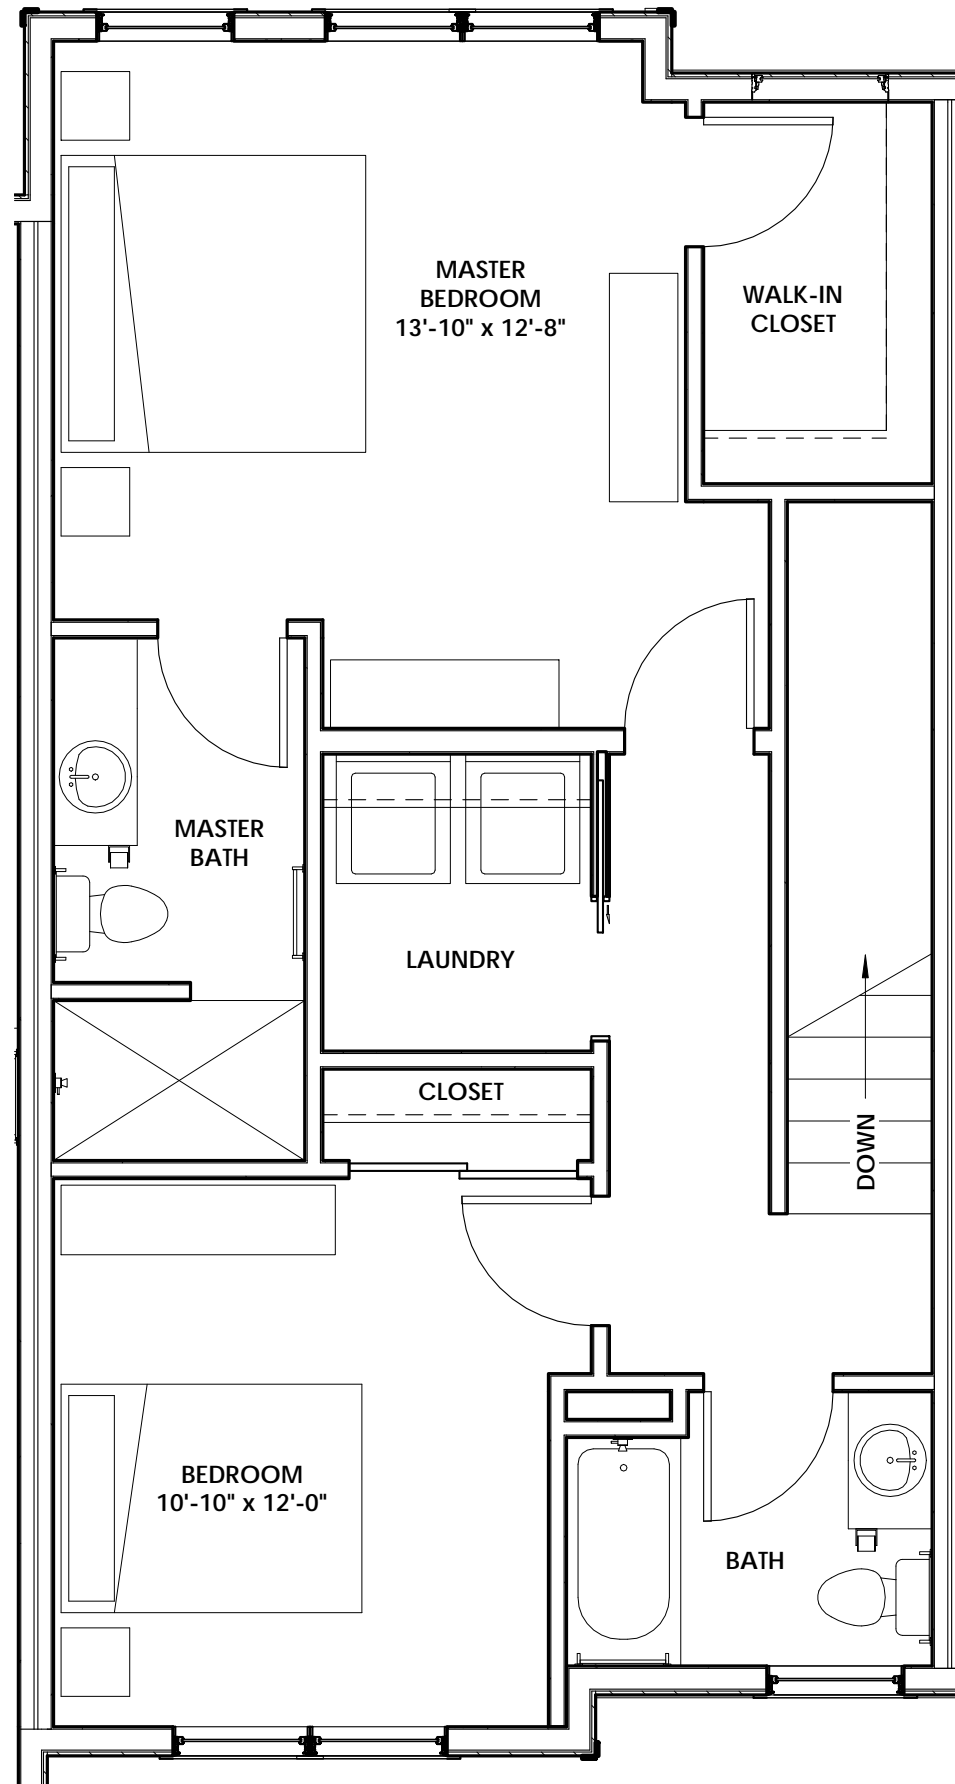 MASTER
BEDROOM
13'-10" x 12'-8"
WALK-IN
CLOSET
MASTER
BATH
LAUNDRY
CLOSET
DOWN
BEDROOM
10'-10" x 12'-0"
BATH